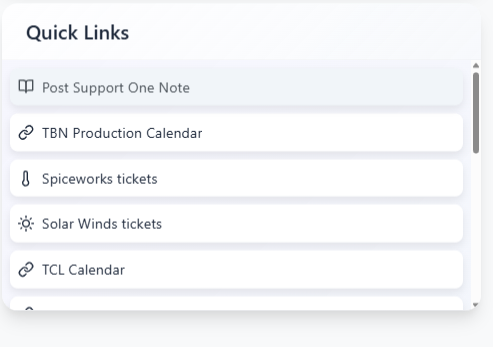 Quick Links
Post Support One Note
TBN Production Calendar
Spiceworks tickets
Solar Winds tickets
TCL Calendar